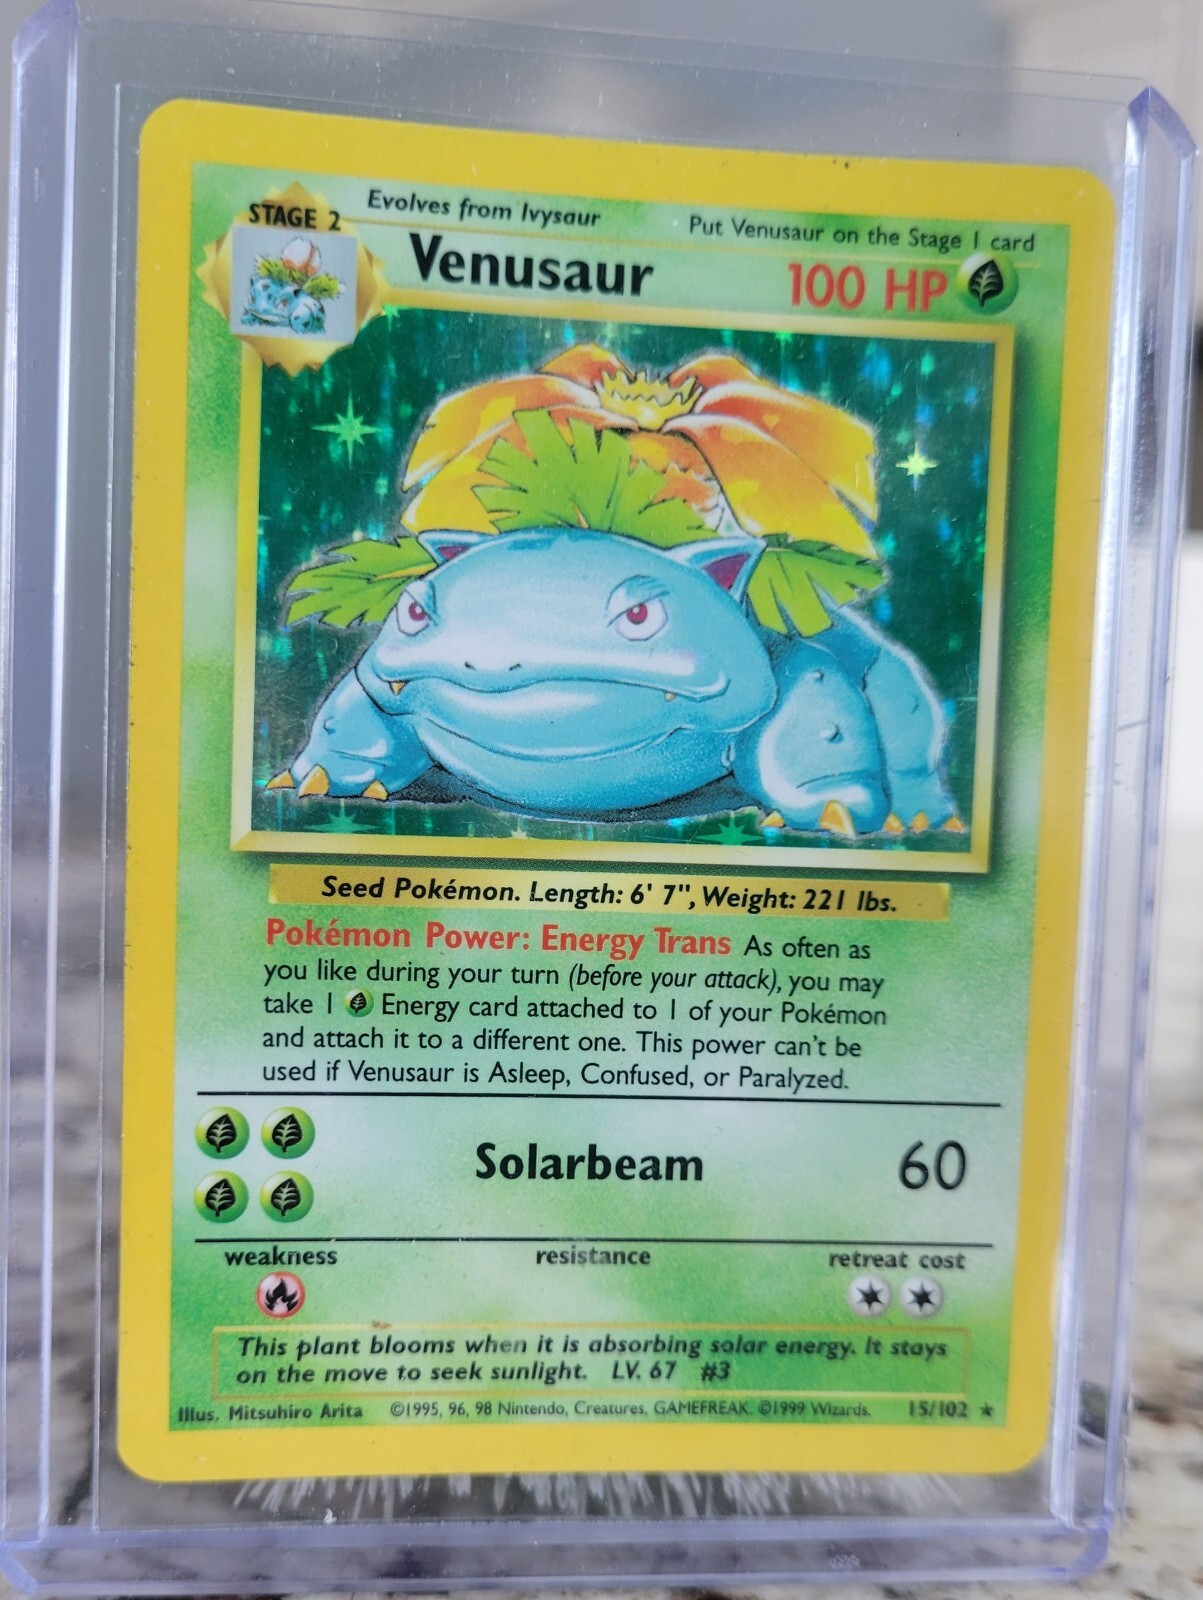 STAGE 2
Evolves from Ivysaur
Put Venusaur on the Stage 1 card
Venusaur
100 HP
Seed Pokémon. Length: 6' 7", Weight: 221 lbs.
Pokémon Power: Energy Trans As often as
you like during your turn (before your attack), you may
take 1 Energy card attached to 1 of your Pokémon
and attach it to a different one. This power can't be
used if Venusaur is Asleep, Confused, or Paralyzed.
Solarbeam 60
weakness resistance retreat cost
This plant blooms when it is absorbing solar energy. It stays
on the move to seek sunlight. LV. 67 #3
Illus. Mitsuhiro Arita ©1995, 96, 98 Nintendo, Creatures, GAMEFREAK. ©1999 Wizards. 15/102 ★